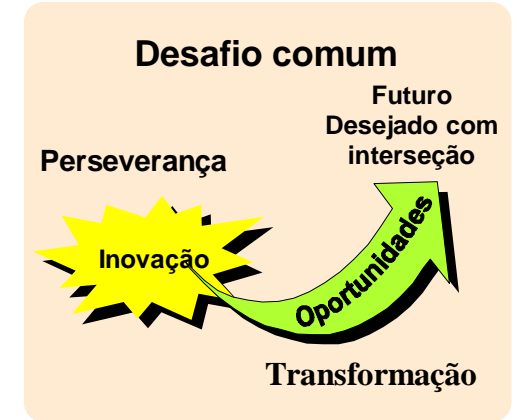 Desafio comum
Futuro
Desejado com
interseção
Perseverança
Inovação
Oportunidades
Transformação